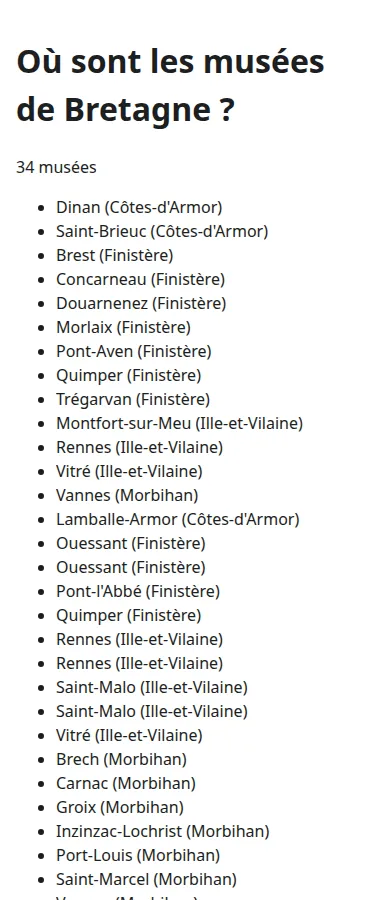 Où sont les musées
de Bretagne ?
34 musées
Dinan (Côtes-d'Armor)
Saint-Brieuc (Côtes-d'Armor)
Brest (Finistère)
Concarneau (Finistère)
Douarnenez (Finistère)
Morlaix (Finistère)
Pont-Aven (Finistère)
Quimper (Finistère)
Trégarvan (Finistère)
Montfort-sur-Meu (Ille-et-Vilaine)
Rennes (Ille-et-Vilaine)
Vitré (Ille-et-Vilaine)
Vannes (Morbihan)
Lamballe-Armor (Côtes-d'Armor)
Ouessant (Finistère)
Ouessant (Finistère)
Pont-l'Abbé (Finistère)
Quimper (Finistère)
Rennes (Ille-et-Vilaine)
Rennes (Ille-et-Vilaine)
Saint-Malo (Ille-et-Vilaine)
Saint-Malo (Ille-et-Vilaine)
Vitré (Ille-et-Vilaine)
Brech (Morbihan)
Carnac (Morbihan)
Groix (Morbihan)
Inzinzac-Lochrist (Morbihan)
Port-Louis (Morbihan)
Saint-Marcel (Morbihan)